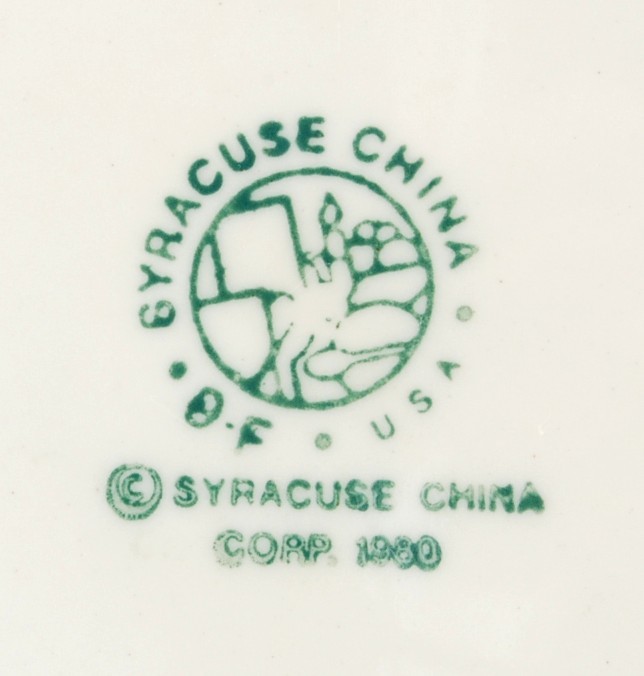 SYRACUSE CHINA
USA
© SYRACUSE CHINA
CORP. 1980